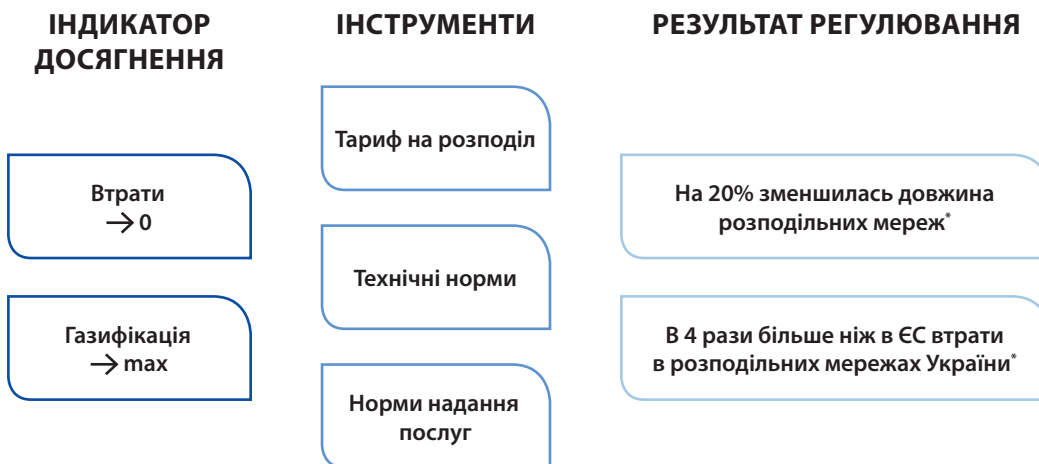 ІНДИКАТОР
ДОСЯГНЕННЯ
Втрати
→ 0
Газифікація
→ max
ІНСТРУМЕНТИ
Тариф на розподіл
Технічні норми
Норми надання
послуг
РЕЗУЛЬТАТ РЕГУЛЮВАННЯ
На 20% зменшилась довжина
розподільних мереж*
В 4 рази більше ніж в ЄС втрати
в розподільних мережах України*